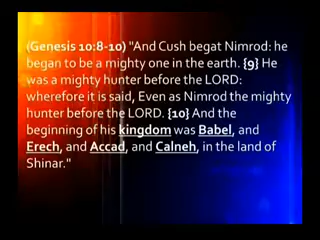 (Genesis 10:8-10) "And Cush begat Nimrod: he
began to be a mighty one in the earth. {9} He
was a mighty hunter before the LORD:
wherefore it is said, Even as Nimrod the mighty
hunter before the LORD. {10} And the
beginning of his kingdom was Babel, and
Erech, and Accad, and Calneh, in the land of
Shinar."